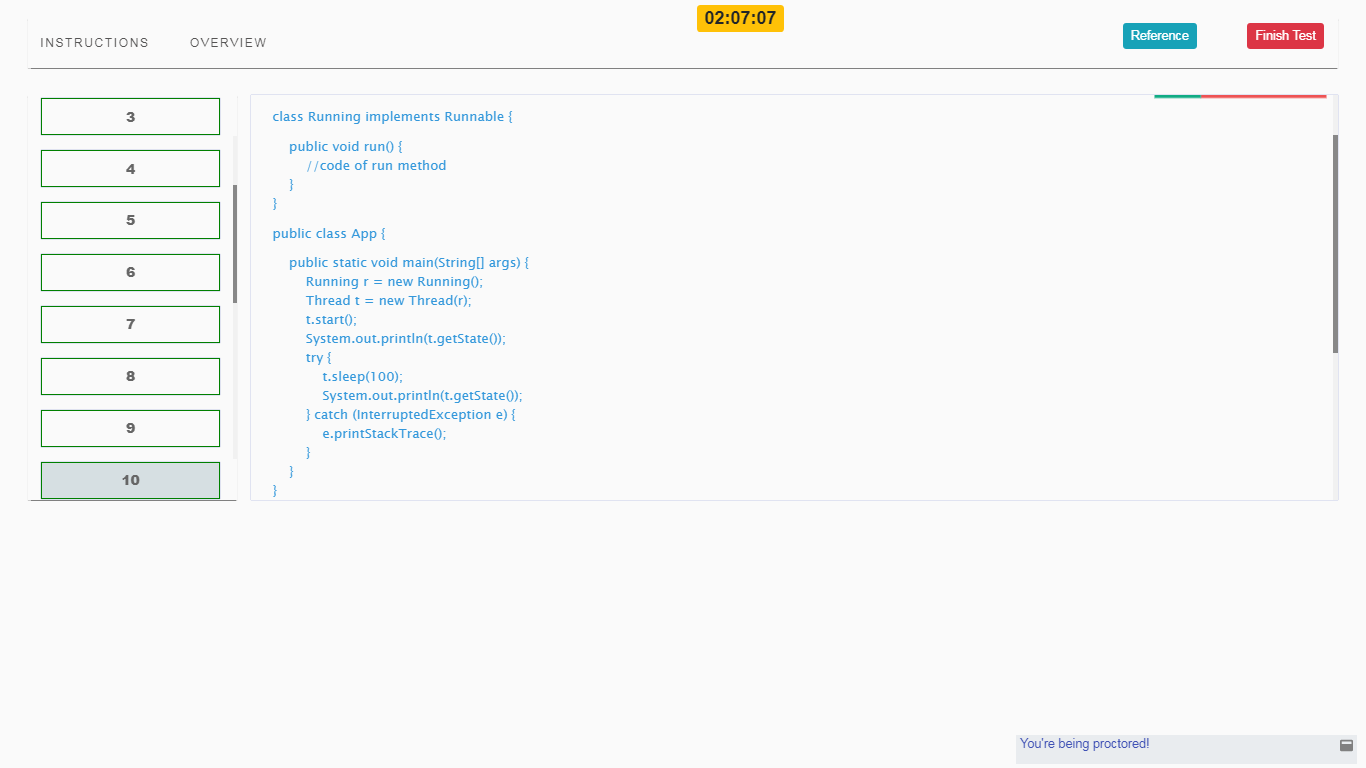 02:07:07
INSTRUCTIONS
OVERVIEW
Reference
Finish Test
3
4
5
6
7
8
9
10
class Running implements Runnable {
public void run() {
//code of run method
}
}
public class App {
public static void main(String[] args) {
Running r = new Running();
Thread t = new Thread(r);
t.start();
System.out.println(t.getState());
try {
t.sleep(100);
System.out.println(t.getState());
} catch (InterruptedException e) {
e.printStackTrace();
}
}
}
You're being proctored!